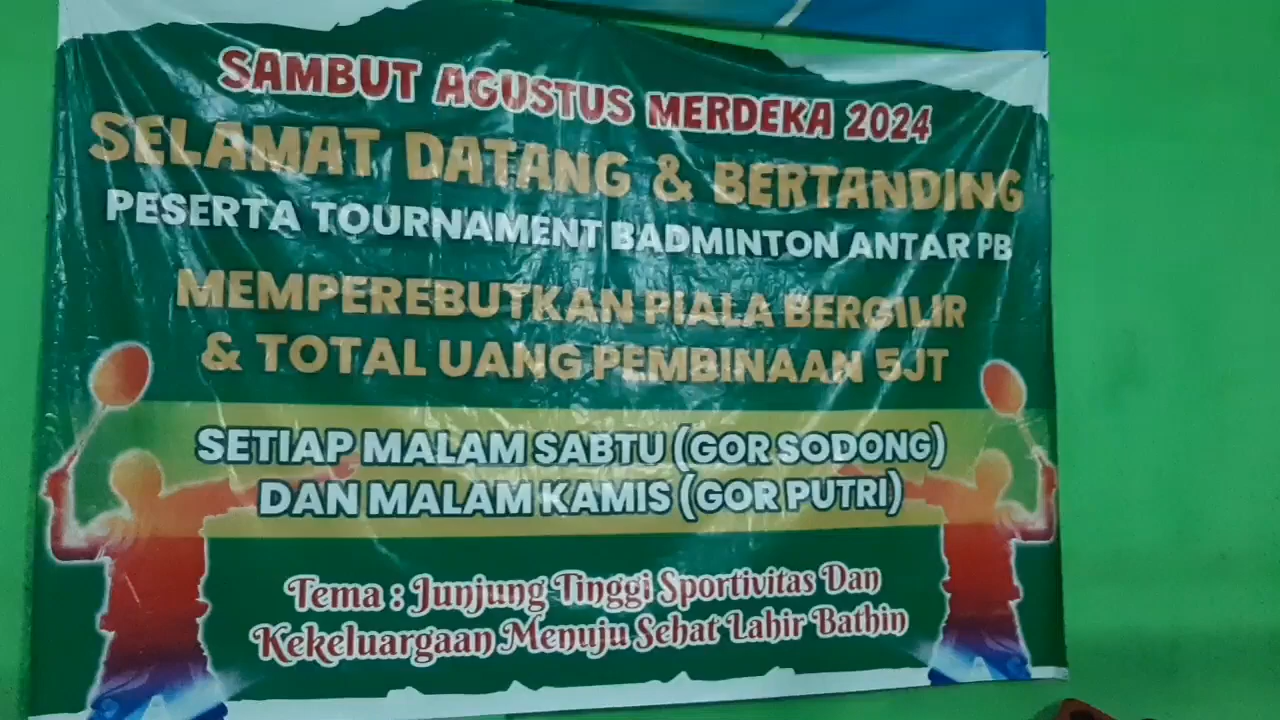 SAMBUT AGUSTUS MERDEKA 2024
SELAMAT DATANG & BERTANDING
PESERTA TOURNAMENT BADMINTON ANTAR PB
MEMPEREBUTKAN PIALA BERGILIR
& TOTAL UANG PEMBINAAN 5JT
SETIAP MALAM SABTU (GOR SODONG)
DAN MALAM KAMIS (GOR PUTRI)
Tema : Junjung Tinggi Sportivitas Dan
Kekeluargaan Menuju Sehat Lahir Bathin